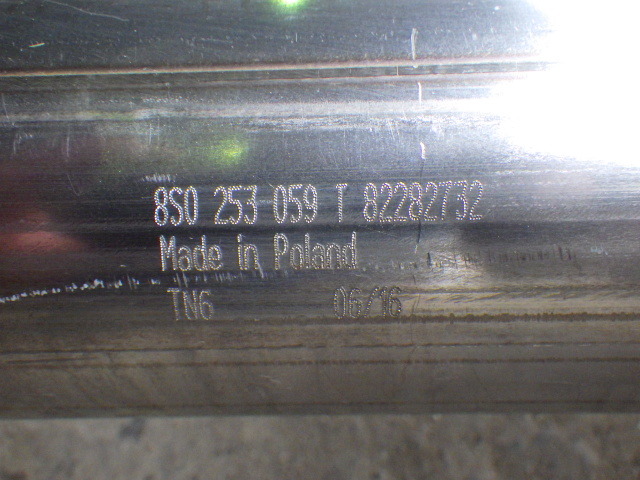 8S0 253 059 T 82282732
Made in Poland
TN6 06/16